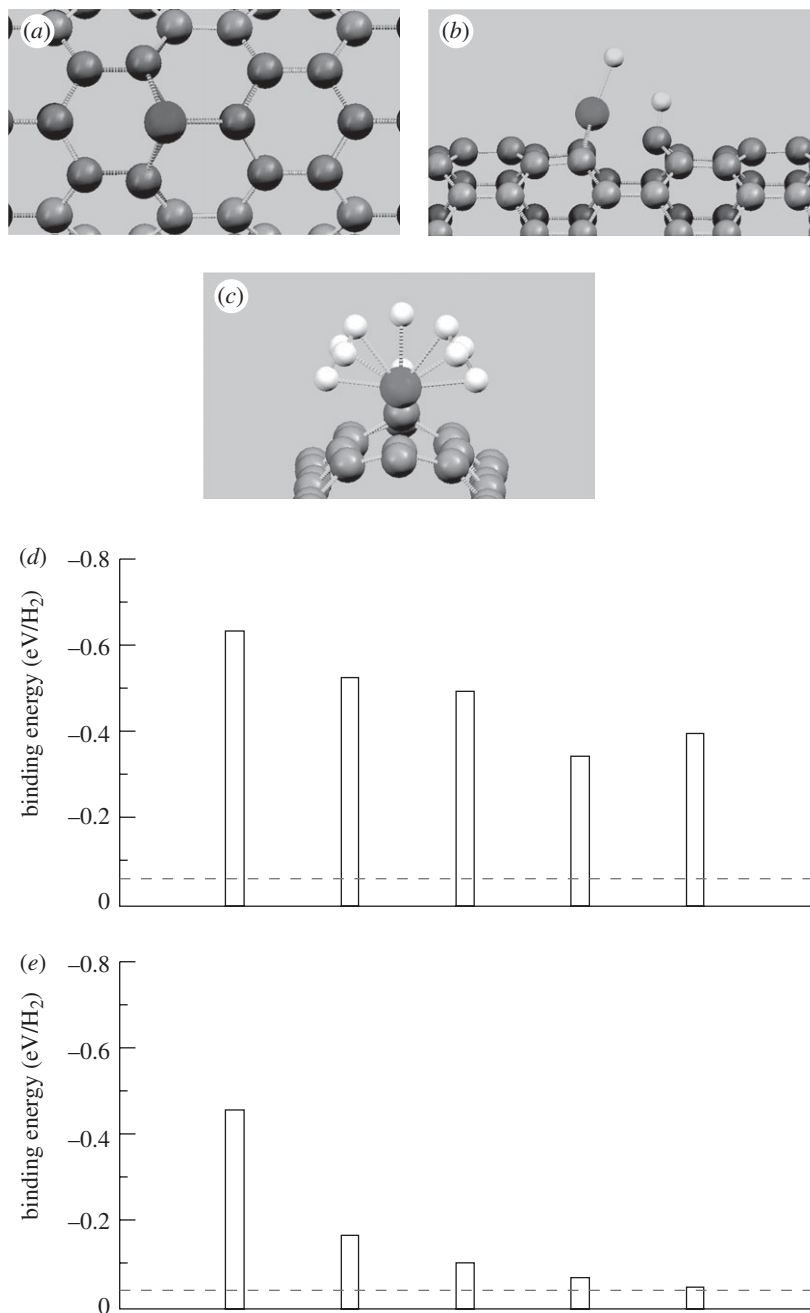 (a)
(b)
(c)
(d)
–0.8
–0.6
–0.4
–0.2
0
binding energy (eV/H2)
(e)
–0.8
–0.6
–0.4
–0.2
0
binding energy (eV/H2)